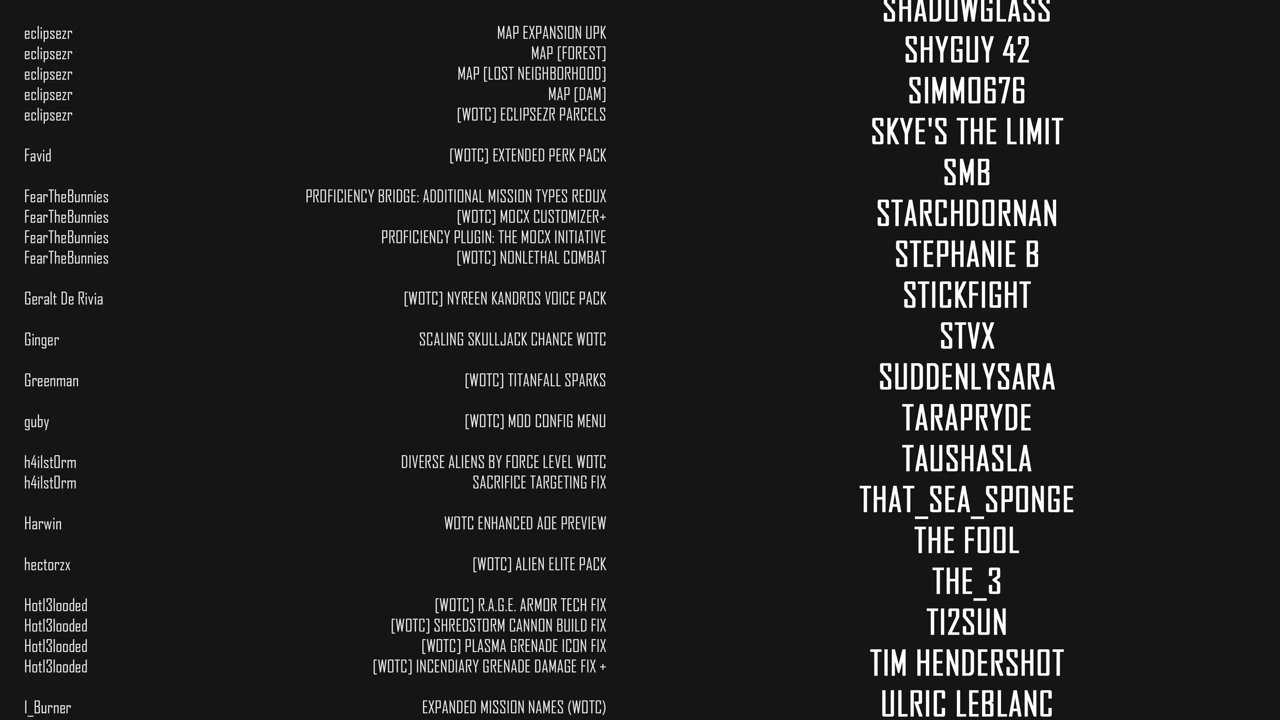 eclipsezr MAP EXPANSION UPK
eclipsezr MAP [FOREST]
eclipsezr MAP [LOST NEIGHBORHOOD]
eclipsezr MAP [DAM]
eclipsezr [WOTC] ECLIPSEZR PARCELS
Favid [WOTC] EXTENDED PERK PACK
FearTheBunnies PROFICIENCY BRIDGE: ADDITIONAL MISSION TYPES REDUX
FearTheBunnies [WOTC] MOCX CUSTOMIZER+
FearTheBunnies PROFICIENCY PLUGIN: THE MOCX INITIATIVE
FearTheBunnies [WOTC] NONLETHAL COMBAT
Geralt De Rivia [WOTC] NYREEN KANDROS VOICE PACK
Ginger SCALING SKULLJACK CHANCE WOTC
Greenman [WOTC] TITANFALL SPARKS
guby [WOTC] MOD CONFIG MENU
h4ilst0rm DIVERSE ALIENS BY FORCE LEVEL WOTC
h4ilst0rm SACRIFICE TARGETING FIX
Harwin WOTC ENHANCED AOE PREVIEW
hectorzx [WOTC] ALIEN ELITE PACK
Hotl3looded [WOTC] R.A.G.E. ARMOR TECH FIX
Hotl3looded [WOTC] SHREDSTORM CANNON BUILD FIX
Hotl3looded [WOTC] PLASMA GRENADE ICON FIX
Hotl3looded [WOTC] INCENDIARY GRENADE DAMAGE FIX +
I_Burner EXPANDED MISSION NAMES (WOTC)
SHADOWGLASS
SHYGUY 42
SIMMO676
SKYE'S THE LIMIT
SMB
STARCHDORNAN
STEPHANIE B
STICKFIGHT
STVX
SUDDENLYSARA
TARAPRYDE
TAUSHASLA
THAT_SEA_SPONGE
THE FOOL
THE_3
TI2SUN
TIM HENDERSHOT
ULRIC LEBLANC